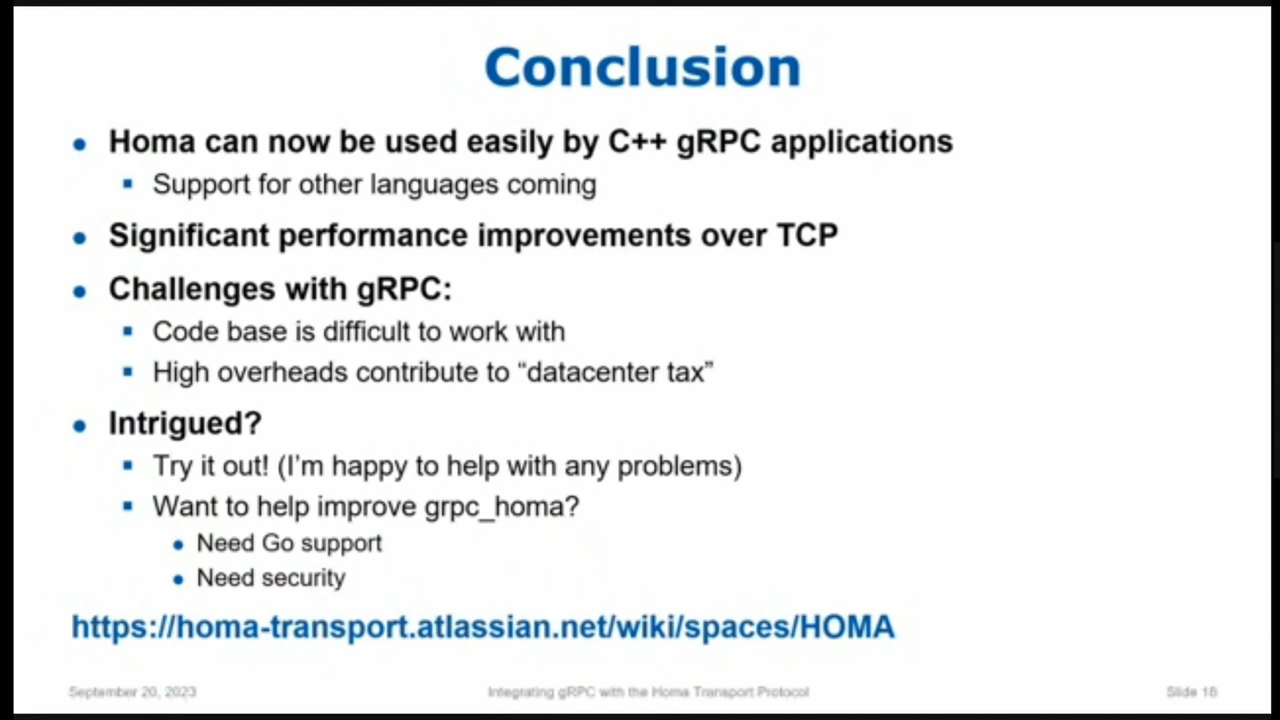 Conclusion
Homa can now be used easily by C++ gRPC applications
Support for other languages coming
Significant performance improvements over TCP
Challenges with gRPC:
Code base is difficult to work with
High overheads contribute to “datacenter tax”
Intrigued?
Try it out! (I’m happy to help with any problems)
Want to help improve grpc_homa?
Need Go support
Need security
https://homa-transport.atlassian.net/wiki/spaces/HOMA
September 20, 2023
Integrating gRPC with the Homa Transport Protocol
Slide 18